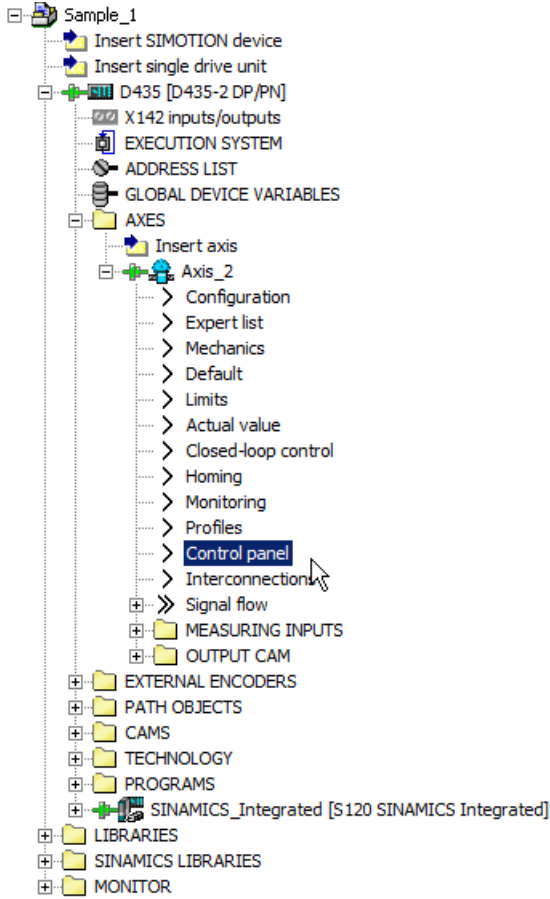 Sample_1
Insert SIMOTION device
Insert single drive unit
D435 [D435-2 DP/PN]
X142 inputs/outputs
EXECUTION SYSTEM
ADDRESS LIST
GLOBAL DEVICE VARIABLES
AXES
Insert axis
Axis_2
Configuration
Expert list
Mechanics
Default
Limits
Actual value
Closed-loop control
Homing
Monitoring
Profiles
Control panel
Interconnections
Signal flow
MEASURING INPUTS
OUTPUT CAM
EXTERNAL ENCODERS
PATH OBJECTS
CAMS
TECHNOLOGY
PROGRAMS
SINAMICS_Integrated [S120 SINAMICS Integrated]
LIBRARIES
SINAMICS LIBRARIES
MONITOR